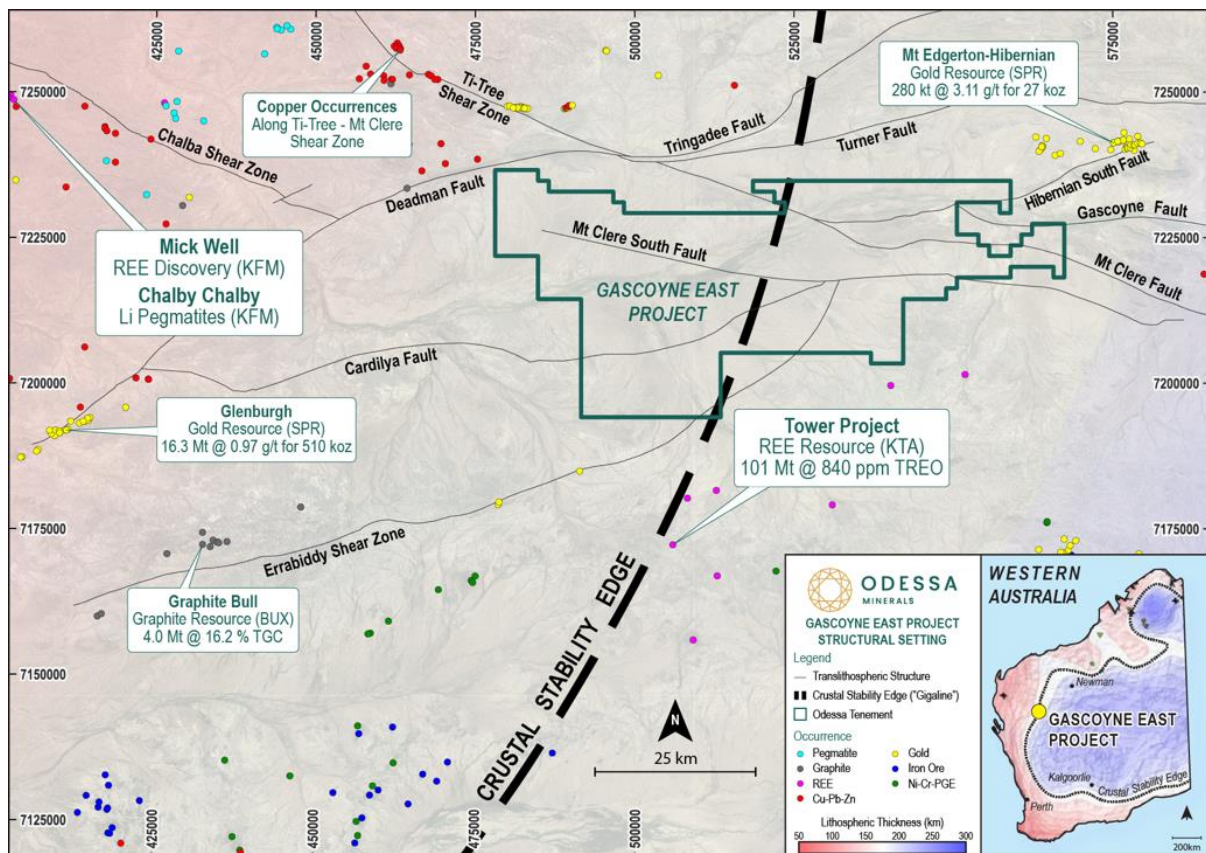 425000
450000
475000
500000
525000
575000
7250000
7250000
7225000
7225000
7200000
7200000
7175000
7175000
7150000
7125000
425000
450000
475000
500000
Mt Edgerton-Hibernian
Gold Resource (SPR)
280 kt @ 3.11 g/t for 27 koz
Copper Occurrences
Along Ti-Tree - Mt Clere
Shear Zone
Ti-Tree
Shear Zone
Tringadee Fault
Turner Fault
Chalba Shear Zone
Deadman Fault
Hibernian South Fault
Gascoyne Fault
Mt Clere South Fault
Mt Clere Fault
Mick Well
REE Discovery (KFM)
Chalby Chalby
Li Pegmatites (KFM)
GASCOYNE EAST
PROJECT
Cardilya Fault
Glenburgh
Gold Resource (SPR)
16.3 Mt @ 0.97 g/t for 510 koz
Tower Project
REE Resource (KTA)
101 Mt @ 840 ppm TREO
Errabiddy Shear Zone
Graphite Bull
Graphite Resource (BUX)
4.0 Mt @ 16.2 % TGC
CRUSTAL STABILITY EDGE
N
25 km
ODESSA
MINERALS
GASCOYNE EAST PROJECT
STRUCTURAL SETTING
Legend
Translithospheric Structure
Crustal Stability Edge ("Gigaline")
Odessa Tenement
Occurrence
Pegmatite
Gold
Graphite
Iron Ore
REE
Ni-Cr-PGE
Cu-Pb-Zn
Lithospheric Thickness (km)
50 100 150 200 250 300
WESTERN
AUSTRALIA
Newman
GASCOYNE EAST
PROJECT
Kalgoorlie
Crustal Stability Edge
Perth
200km